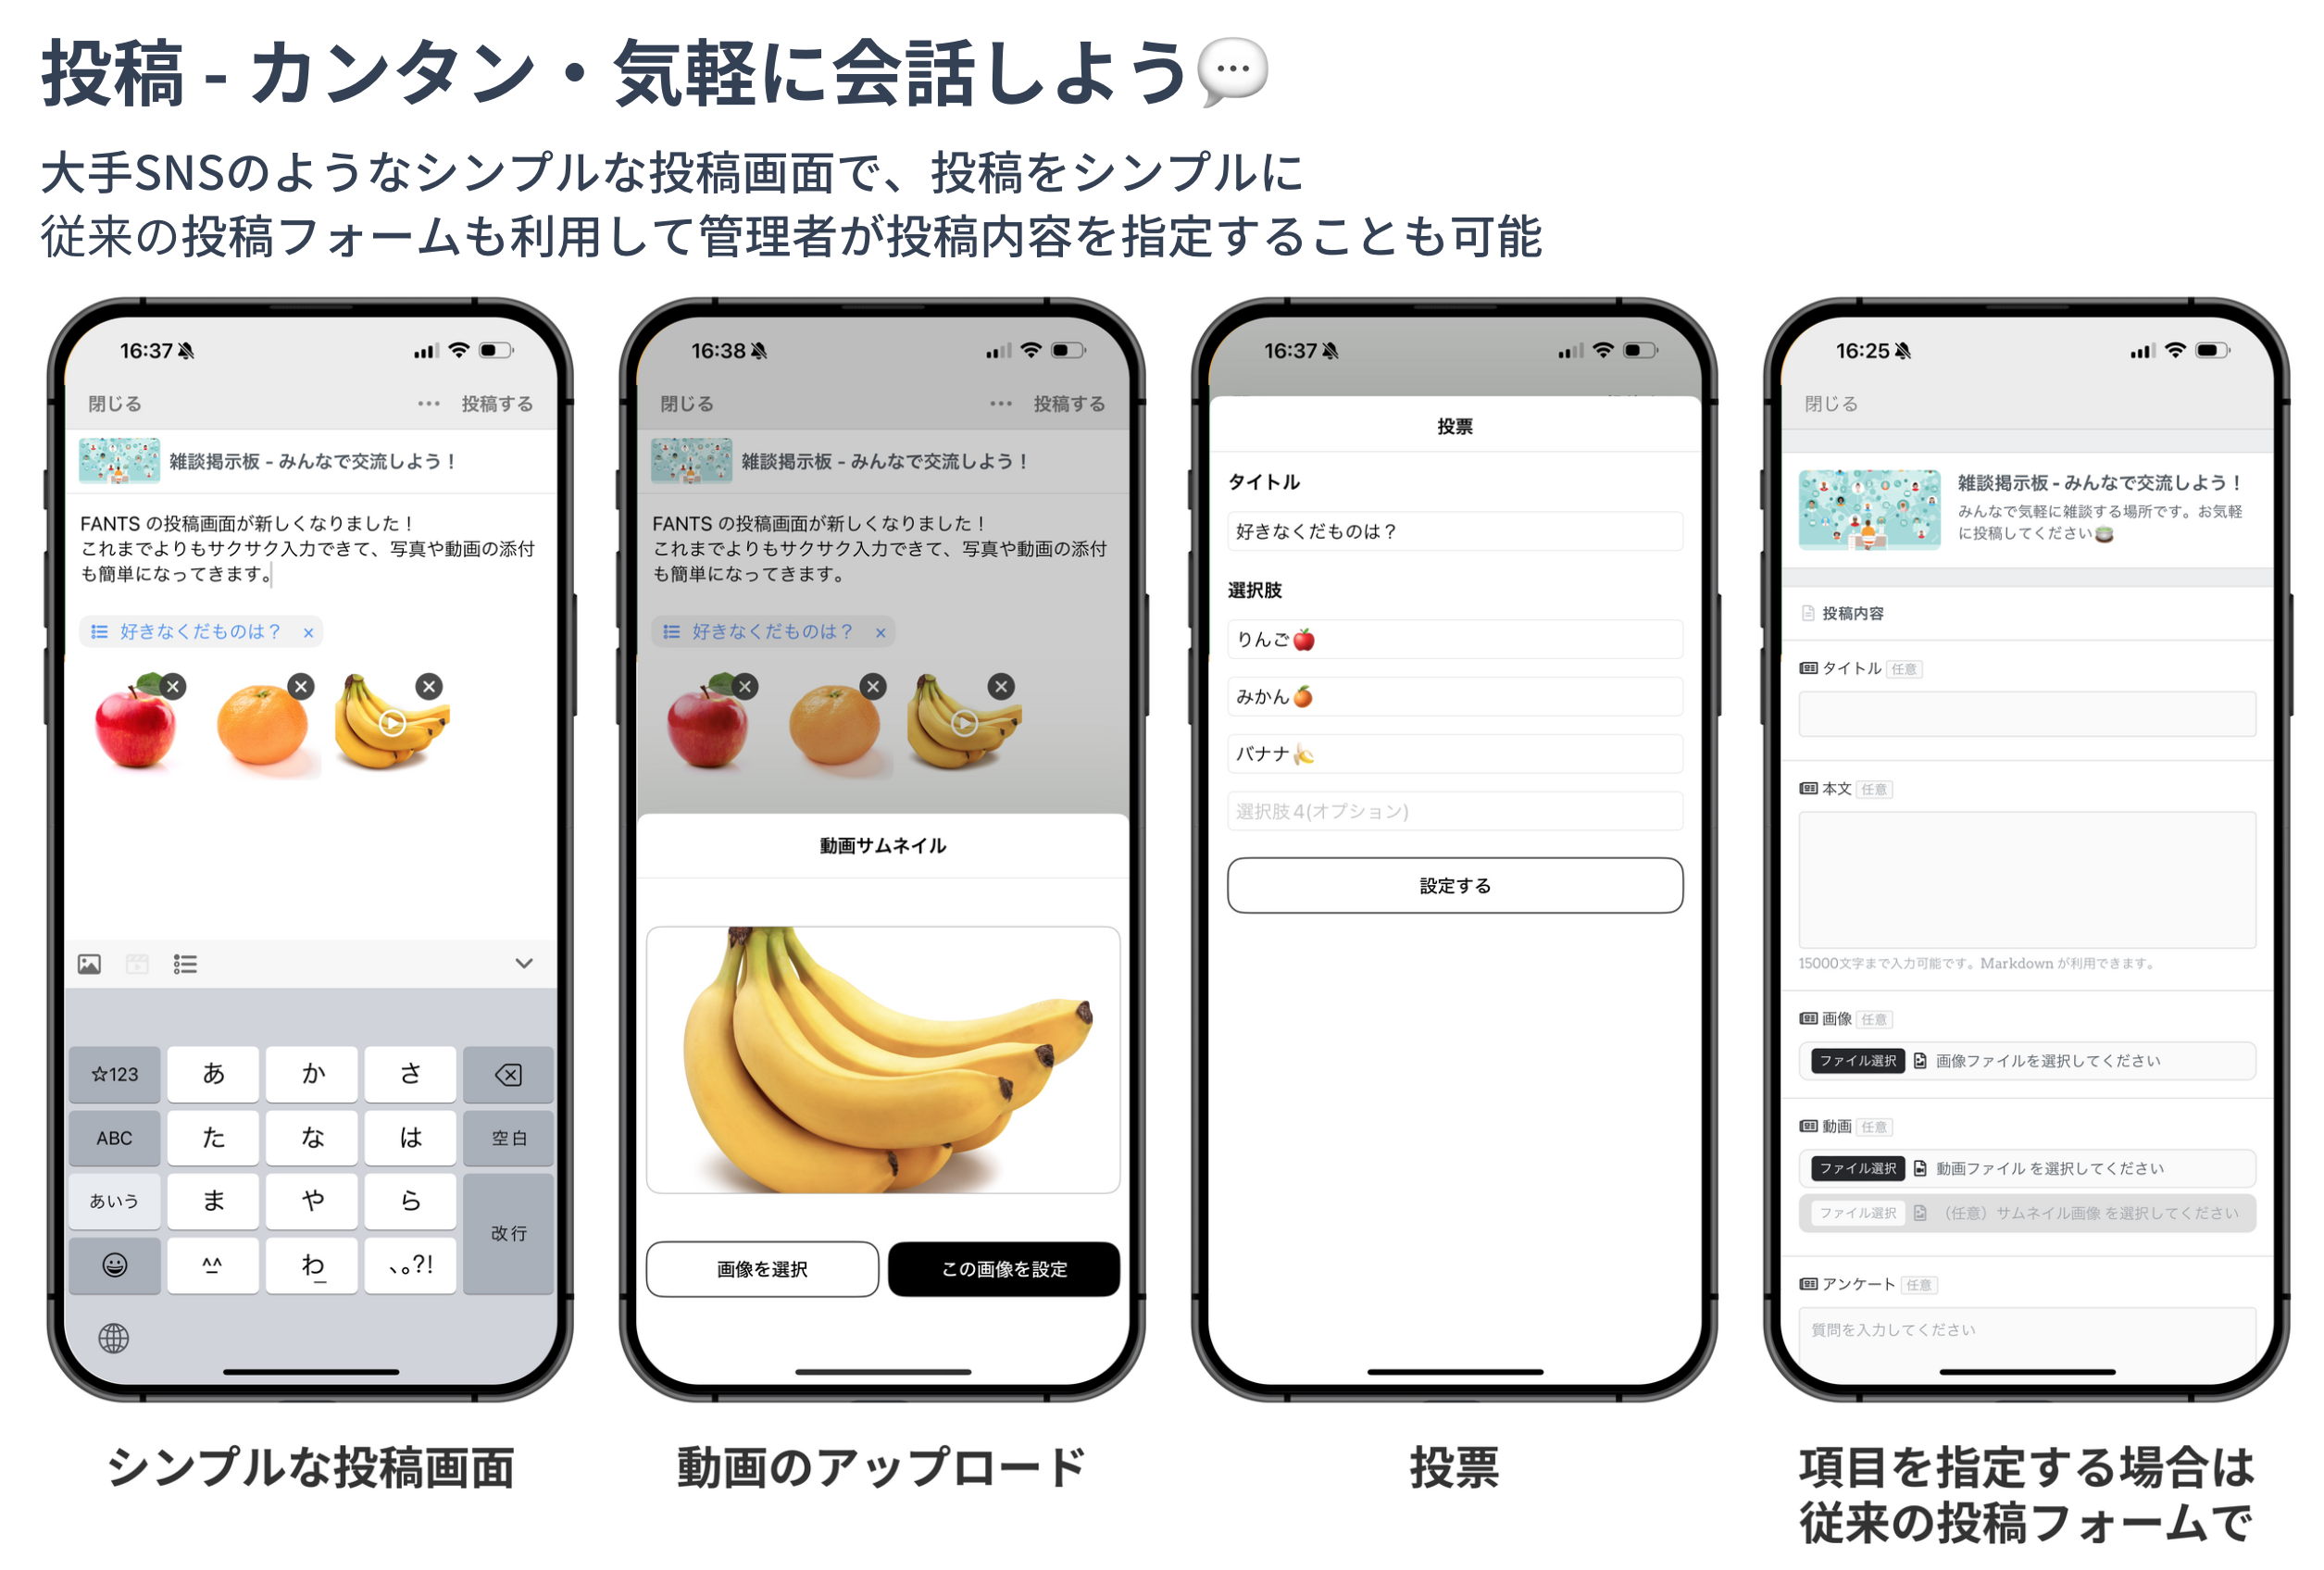 投稿 - カンタン・気軽に会話しよう💬
大手SNSのようなシンプルな投稿画面で、投稿をシンプルに
従来の投稿フォームも利用して管理者が投稿内容を指定することも可能
16:37
閉じる
… 投稿する
雑談掲示板 - みんなで交流しよう！
FANTS の投稿画面が新しくなりました！
これまでよりもサクサク入力できて、写真や動画の添付
も簡単になってきます。
好きなくだものは？ ×
☆123 あ か さ
ABC た な は 空白
あいう ま や ら 改行
^^ わ 、。?!
シンプルな投稿画面
16:38
閉じる
… 投稿する
雑談掲示板 - みんなで交流しよう！
FANTS の投稿画面が新しくなりました！
これまでよりもサクサク入力できて、写真や動画の添付
も簡単になってきます。
好きなくだものは？ ×
動画サムネイル
画像を選択
この画像を設定
動画のアップロード
16:37
投票
タイトル
好きなくだものは？
選択肢
りんご🍎
みかん🍊
バナナ🍌
選択肢4(オプション)
設定する
投票
16:25
閉じる
雑談掲示板 - みんなで交流しよう！
みんなで気軽に雑談する場所です。お気軽
に投稿してください🍵
投稿内容
タイトル 任意
本文 任意
15000文字まで入力可能です。Markdown が利用できます。
画像 任意
ファイル選択 画像ファイルを選択してください
動画 任意
ファイル選択 動画ファイル を選択してください
ファイル選択 （任意）サムネイル画像 を選択してください
アンケート 任意
質問を入力してください
項目を指定する場合は
従来の投稿フォームで